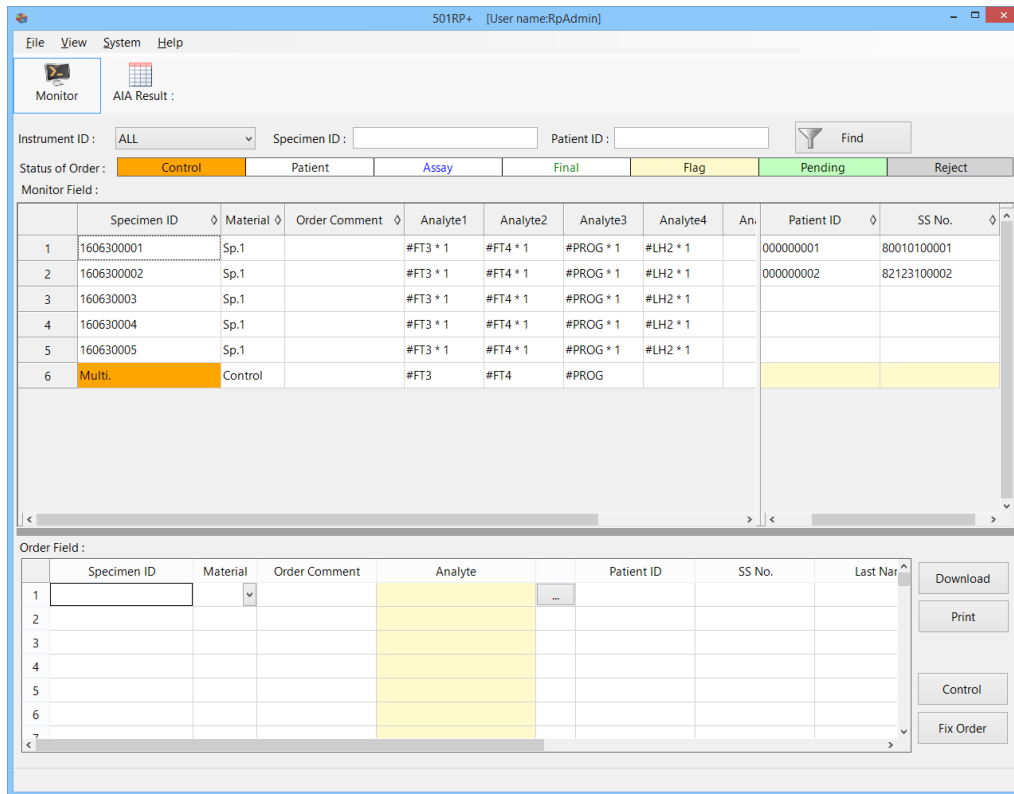 501RP+ [User name:RpAdmin]
File View System Help
Monitor AIA Result :
Instrument ID : ALL Specimen ID : Patient ID : Find
Status of Order : Control Patient Assay Final Flag Pending Reject
Monitor Field :
Specimen ID Material Order Comment Analyte1 Analyte2 Analyte3 Analyte4 Patient ID SS No.
1 1606300001 Sp.1 #FT3 * 1 #FT4 * 1 #PROG * 1 #LH2 * 1 000000001 80010100001
2 1606300002 Sp.1 #FT3 * 1 #FT4 * 1 #PROG * 1 #LH2 * 1 000000002 82123100002
3 160630003 Sp.1 #FT3 * 1 #FT4 * 1 #PROG * 1 #LH2 * 1
4 160630004 Sp.1 #FT3 * 1 #FT4 * 1 #PROG * 1 #LH2 * 1
5 160630005 Sp.1 #FT3 * 1 #FT4 * 1 #PROG * 1 #LH2 * 1
6 Multi. Control #FT3 #FT4 #PROG
Order Field :
Specimen ID Material Order Comment Analyte Patient ID SS No. Last Nar
Download
1 ...
2
Print
3
4
5
Control
6
Fix Order